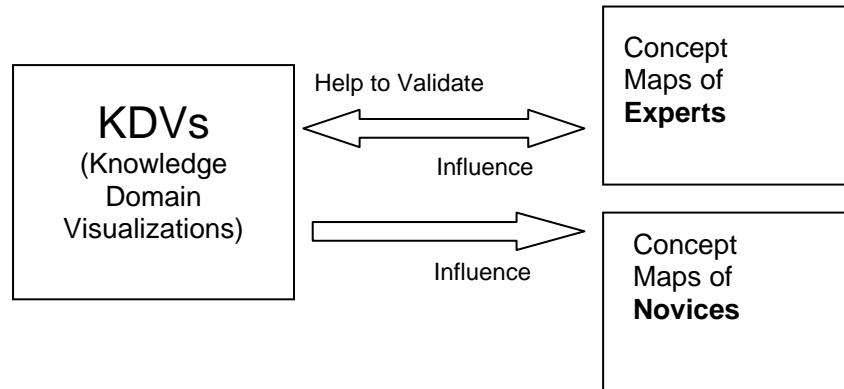 KDVs
(Knowledge
Domain
Visualizations)
Help to Validate
Influence
Influence
Concept
Maps of
Experts
Concept
Maps of
Novices